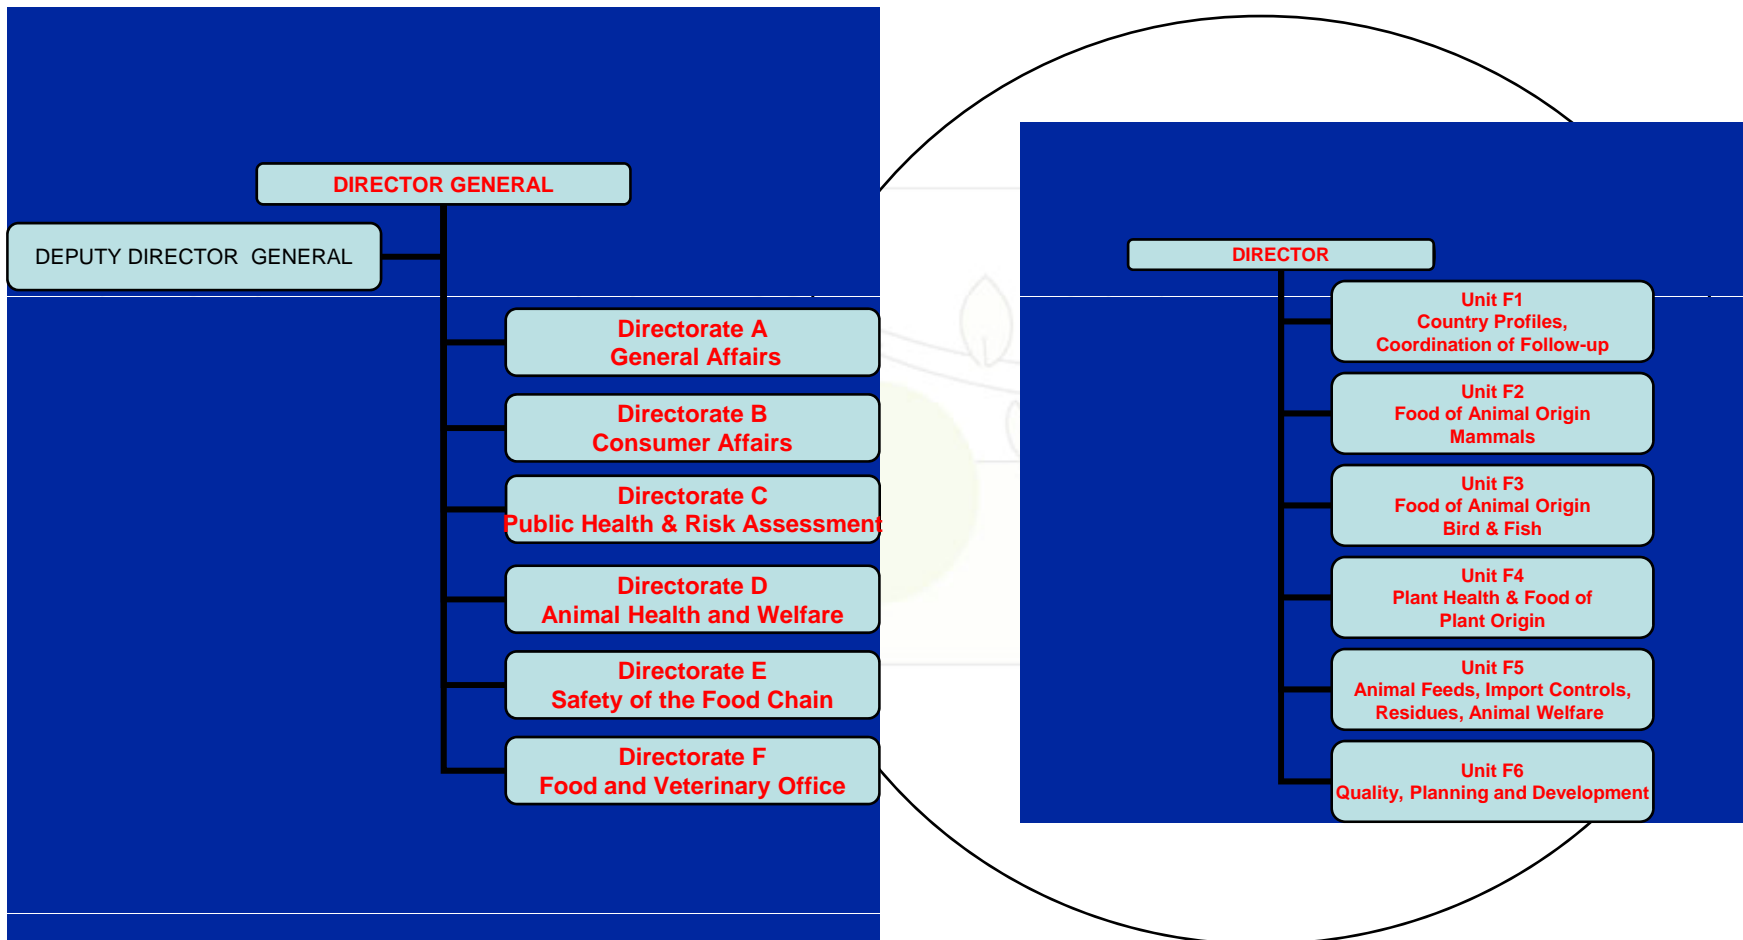 DIRECTOR GENERAL
DEPUTY DIRECTOR GENERAL
Directorate A
General Affairs
Directorate B
Consumer Affairs
Directorate C
Public Health & Risk Assessment
Directorate D
Animal Health and Welfare
Directorate E
Safety of the Food Chain
Directorate F
Food and Veterinary Office
DIRECTOR
Unit F1
Country Profiles,
Coordination of Follow-up
Unit F2
Food of Animal Origin
Mammals
Unit F3
Food of Animal Origin
Bird & Fish
Unit F4
Plant Health & Food of
Plant Origin
Unit F5
Animal Feeds, Import Controls,
Residues, Animal Welfare
Unit F6
Quality, Planning and Development